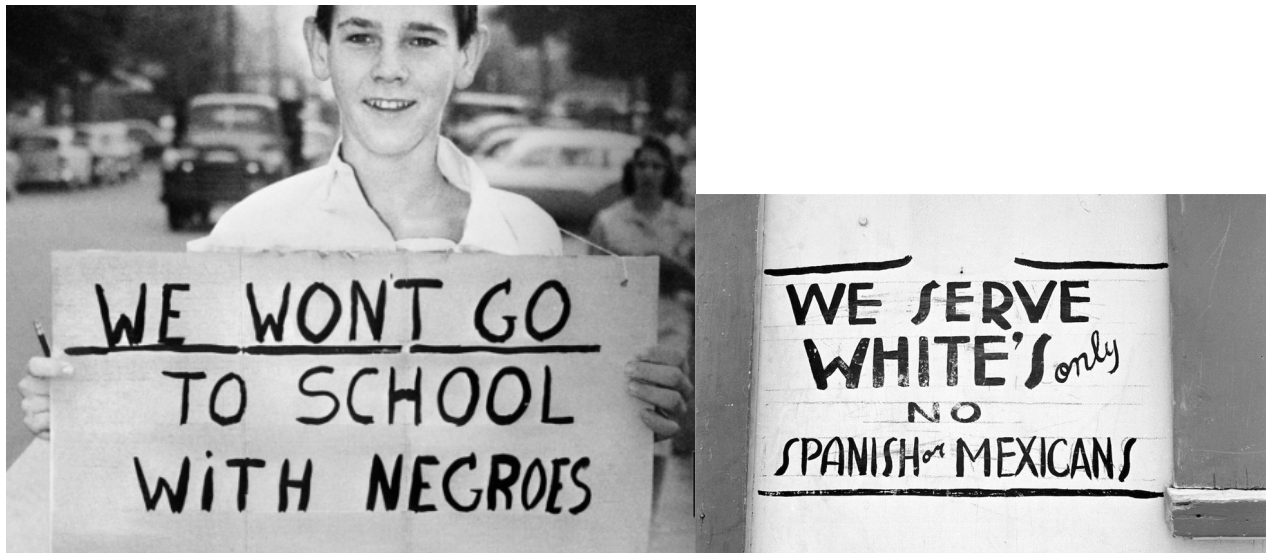 WE WON'T GO
TO SCHOOL
WITH NEGROES
WE SERVE
WHITE'S only
NO
SPANISH or MEXICANS